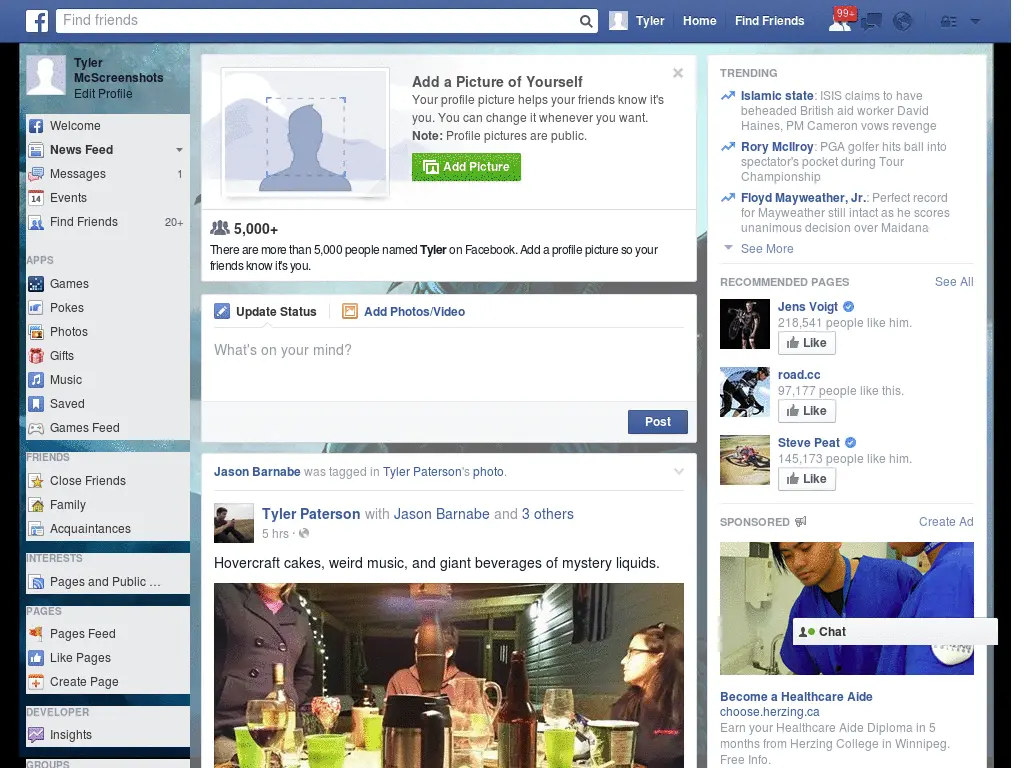 Find friends
Tyler
Home
Find Friends
99+
Tyler
McScreenshots
Edit Profile
Welcome
News Feed
Messages 1
14 Events
Find Friends 20+
APPS
Games
Pokes
Photos
Gifts
Music
Saved
Games Feed
FRIENDS
Close Friends
Family
Acquaintances
INTERESTS
Pages and Public ...
PAGES
Pages Feed
Like Pages
Create Page
DEVELOPER
Insights
GROUPS
Add a Picture of Yourself
Your profile picture helps your friends know it's
you. You can change it whenever you want.
Note: Profile pictures are public.
Add Picture
5,000+
There are more than 5,000 people named Tyler on Facebook. Add a profile picture so your
friends know it's you.
Update Status
Add Photos/Video
What's on your mind?
Post
Jason Barnabe was tagged in Tyler Paterson's photo.
Tyler Paterson with Jason Barnabe and 3 others
5 hrs ·
Hovercraft cakes, weird music, and giant beverages of mystery liquids.
TRENDING
Islamic state: ISIS claims to have
beheaded British aid worker David
Haines, PM Cameron vows revenge
Rory McIlroy: PGA golfer hits ball into
spectator's pocket during Tour
Championship
Floyd Mayweather, Jr.: Perfect record
for Mayweather still intact as he scores
unanimous decision over Maidana
See More
RECOMMENDED PAGES See All
Jens Voigt
218,541 people like him.
Like
road.cc
97,177 people like this.
Like
Steve Peat
145,173 people like him.
Like
SPONSORED Create Ad
Chat
Become a Healthcare Aide
choose.herzing.ca
Earn your Healthcare Aide Diploma in 5
months from Herzing College in Winnipeg.
Free Info.